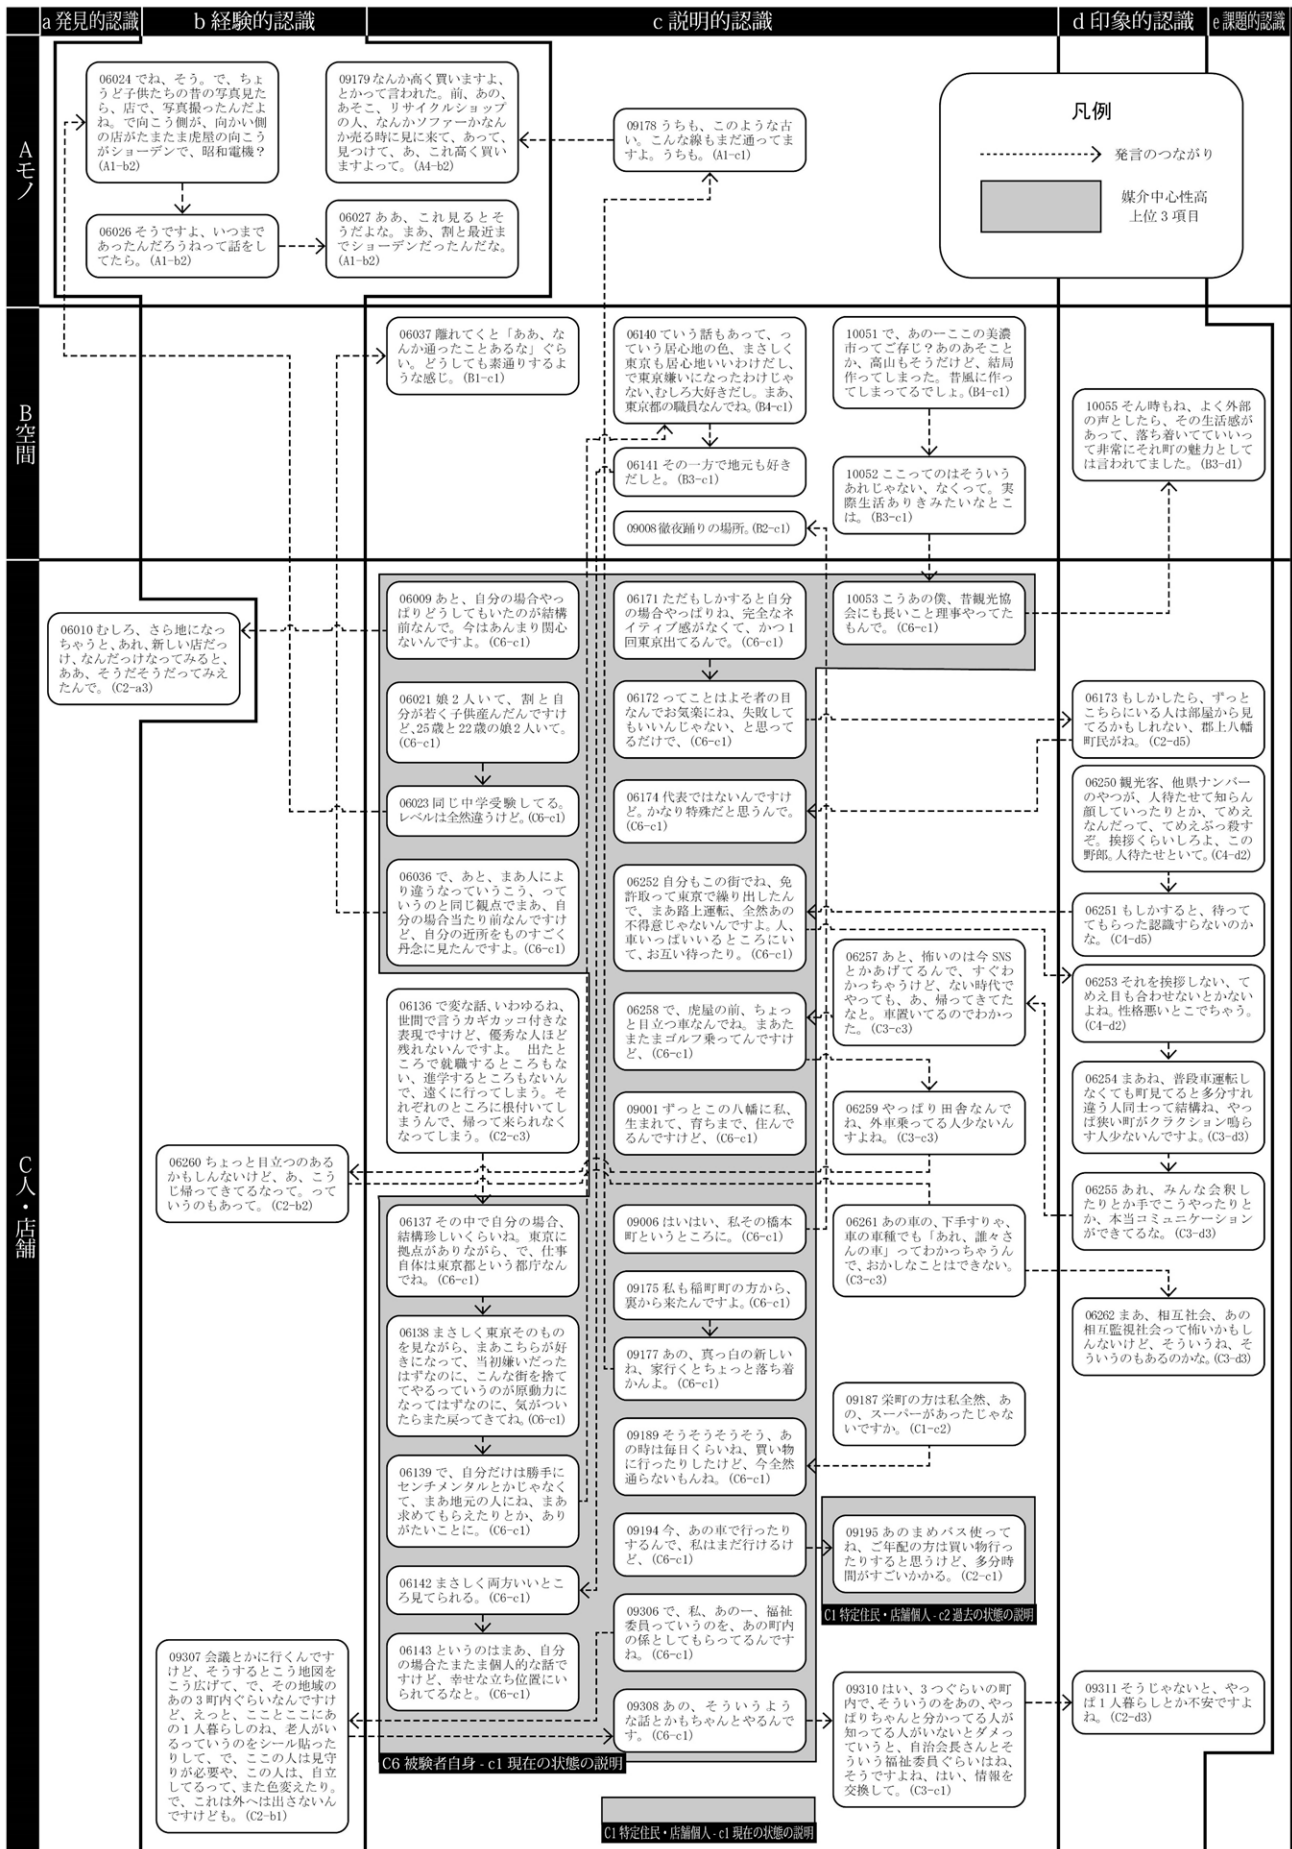 a 発見的認識
b 経験的認識
c 説明的認識
d 印象的認識
e 課題的認識
A モノ
06024 でね、そう。で、ちょ
うど子供たちの昔の写真見た
ら、店で、写真撮ったんだよ
ね。で向こう側が、向かい側
の店がたまたま虎屋の向こう
がショーデンで、昭和電機？
(A1-b2)
09179 なんか高く買いますよ、
とかって言われた。前、あの、
あそこ、リサイクルショップ
の人、なんかソファーかなん
か売る時に見に来て、あって、
見つけて、あ、これ高く買い
ますよって。(A4-b2)
09178 うちも、このような古
い。こんな線もまだ通ってま
すよ。うちも。(A1-c1)
凡例
発言のつながり
媒介中心性高
上位 3 項目
06026 そうですよ、いつまで
あったんだろうねって話をし
てたら。(A1-b2)
06027 ああ、これ見るとそ
うだよな。まあ、割と最近ま
でショーデンだったんだな。
(A1-b2)
B 空間
06037 離れてくと「ああ、な
んか通ったことあるな」ぐら
い。どうしても素通りするよ
うな感じ。(B1-c1)
06140 ていう話もあって、っ
ていう居心地の色、まさしく
東京も居心地いいわけだし、
で東京嫌いになったわけじゃ
ない、むしろ大好きだし。まあ、
東京都の職員なんでね。(B4-c1)
10051 で、あのーここの美濃
市ってご存じ？あのあそこと
か、高山もそうだけど、結局
作ってしまった。昔風に作っ
てしまってるでしょ。(B4-c1)
10055 そん時もね、よく外部
の声としたら、その生活感が
あって、落ち着いてていいっ
て非常にそれ町の魅力として
は言われてました。(B3-d1)
06141 その一方で地元も好き
だしと。(B3-c1)
10052 ここってのはそういう
あれじゃない、なくって。実
際生活ありきみたいなとこ
は。(B3-c1)
09008 徹夜踊りの場所。(B2-c1)
C 人・店舗
06009 あと、自分の場合やっ
ぱりどうしてもいたのが結構
前なんで。今はあんまり関心
ないんですよ。(C6-c1)
06171 ただもしかすると自分
の場合やっぱりね、完全なネ
イティブ感がなくて、かつ 1
回東京出てるんで。(C6-c1)
10053 こうあの僕、昔観光協
会にも長いこと理事やってた
もんで。(C6-c1)
06010 むしろ、さら地になっ
ちゃうと、あれ、新しい店だっ
け、なんだっけなってみると、
ああ、そうだそうだってみえ
たんで。(C2-a3)
06021 娘 2 人いて、割と自
分が若く子供産んだんですけ
ど、25歳と 22歳の娘 2 人いて。
(C6-c1)
06172 ってことはよそ者の目
なんでお気楽にね、失敗して
もいいんじゃない、と思って
るだけで、(C6-c1)
06173 もしかしたら、ずっと
こちらにいる人は部屋から見
てるかもしれない、郡上八幡
町民がね。(C2-d5)
06023 同じ中学受験してる。
レベルは全然違うけど。(C6-c1)
06174 代表ではないんですけ
ど。かなり特殊だと思うんで。
(C6-c1)
06250 観光客、他県ナンバー
のやつが、人待たせて知らん
顔していったりとか、てめえ
なんだって、てめえぶっ殺す
ぞ。挨拶くらいしろよ、この
野郎。人待たせといて。(C4-d2)
06036 で、あと、まあ人によ
り違うなっていうこう、って
いうのと同じ観点でまあ、自
分の場合当たり前なんですけ
ど、自分の近所をものすごく
丹念に見たんですよ。(C6-c1)
06252 自分もこの街でね、免
許取って東京で繰り出したん
で、まあ路上運転、全然あの
不得意じゃないんですよ。人、
車いっぱいいるところにい
て、お互い待ったり。(C6-c1)
06251 もしかすると、待って
てもらった認識すらないのか
な。(C4-d5)
06257 あと、怖いのは今 SNS
とかあげてるんで、すぐわ
かっちゃうけど、ない時代で
やっても、あ、帰ってきてた
なと。車置いてるのでわかっ
た。(C3-c3)
06253 それを挨拶しない、て
めえ目も合わせないとかない
よね。性格悪いとこでちゃう。
(C4-d2)
06136 で変な話、いわゆるね、
世間で言うカギカッコ付きな
表現ですけど、優秀な人ほど
残れないんですよ。 出たと
ころで就職するところもな
い、進学するところもないん
で、遠くに行ってしまう。そ
れぞれのところに根付いてし
まうんで、帰って来られなく
なってしまう。(C2-c3)
06258 で、虎屋の前、ちょっ
と目立つ車なんでね。まあた
またまゴルフ乗ってんですけ
ど、(C6-c1)
06254 まあね、普段車運転し
なくても町見てると多分すれ
違う人同士って結構ね、やっ
ぱ狭い町がクラクション鳴ら
す人少ないんですよ。(C3-d3)
09001 ずっとこの八幡に私、
生まれて、育ちまで、住んで
るんですけど、(C6-c1)
06259 やっぱり田舎なんで
ね、外車乗ってる人少ないん
すよね。(C3-c3)
06260 ちょっと目立つのある
かもしんないけど、あ、こう
じ帰ってきてるなって。って
いうのもあって。(C2-b2)
06255 あれ、みんな会釈し
たりとか手でこうやったりと
か、本当コミュニケーション
ができてるな。(C3-d3)
06137 その中で自分の場合、
結構珍しいくらいね。東京に
拠点がありながら、で、仕事
自体は東京都という都庁なん
でね。(C6-c1)
09006 はいはい、私その橋本
町というところに。(C6-c1)
06261 あの車の、下手すりゃ、
車の車種でも「あれ、誰々さ
んの車」ってわかっちゃうん
で、おかしなことはできない。
(C3-c3)
09175 私も稲町町の方から、
裏から来たんですよ。(C6-c1)
06262 まあ、相互社会、あの
相互監視社会って怖いかもし
んないけど、そういうね、そ
ういうのもあるのかな。(C3-d3)
06138 まさしく東京そのもの
を見ながら、まあこちらが好
きになって、当初嫌いだった
はずなのに、こんな街を捨て
てやるっていうのが原動力に
なってはずなのに、気がつい
たらまた戻ってきてね。(C6-c1)
09177 あの、真っ白の新しい
ね、家行くとちょっと落ち着
かんよ。(C6-c1)
09187 栄町の方は私全然、あ
の、スーパーがあったじゃな
いですか。(C1-c2)
09189 そうそうそうそう、あ
の時は毎日くらいね、買い物
に行ったりしたけど、今全然
通らないもんね。(C6-c1)
06139 で、自分だけは勝手に
センチメンタルとかじゃなく
て、まあ地元の人にね、まあ
求めてもらえたりとか、あり
がたいことに。(C6-c1)
09194 今、あの車で行ったり
するんで、私はまだ行けるけ
ど、(C6-c1)
09195 あのまめバス使って
ね、ご年配の方は買い物行っ
たりすると思うけど、多分時
間がすごいかかる。(C2-c1)
C1 特定住民・店舗個人 - c2 過去の状態の説明
06142 まさしく両方いいとこ
ろ見てられる。(C6-c1)
09306 で、私、あの一、福祉
委員っていうのを、あの町内
の係としてもらってるんです
ね。(C6-c1)
06143 というのはまあ、自分
の場合たまたま個人的な話で
すけど、幸せな立ち位置にい
られてるなと。(C6-c1)
09307 会議とかに行くんです
けど、そうするとこう地図を
こう広げて、で、その地域の
あの 3 町内ぐらいなんですけ
ど、えっと、こことここにあ
の 1 人暮らしのね、老人がい
るっていうのをシール貼った
りして、で、ここの人は見守
りが必要や、この人は、自立
してるって、また色変えたり。
で、これは外へは出さないん
ですけども。(C2-b1)
09308 あの、そういうよう
な話とかもちゃんとやるんで
す。(C6-c1)
09310 はい、3 つぐらいの町
内で、そういうのをあの、やっ
ぱりちゃんと分かってる人が
知ってる人がいないとダメっ
ていうと、自治会長さんとそ
ういう福祉委員ぐらいはね、
そうですよね、はい、情報を
交換して。(C3-c1)
09311 そうじゃないと、やっ
ぱ 1 人暮らしとか不安ですよ
ね。(C2-d3)
C6 被験者自身 - c1 現在の状態の説明
C1 特定住民・店舗個人 - c1 現在の状態の説明